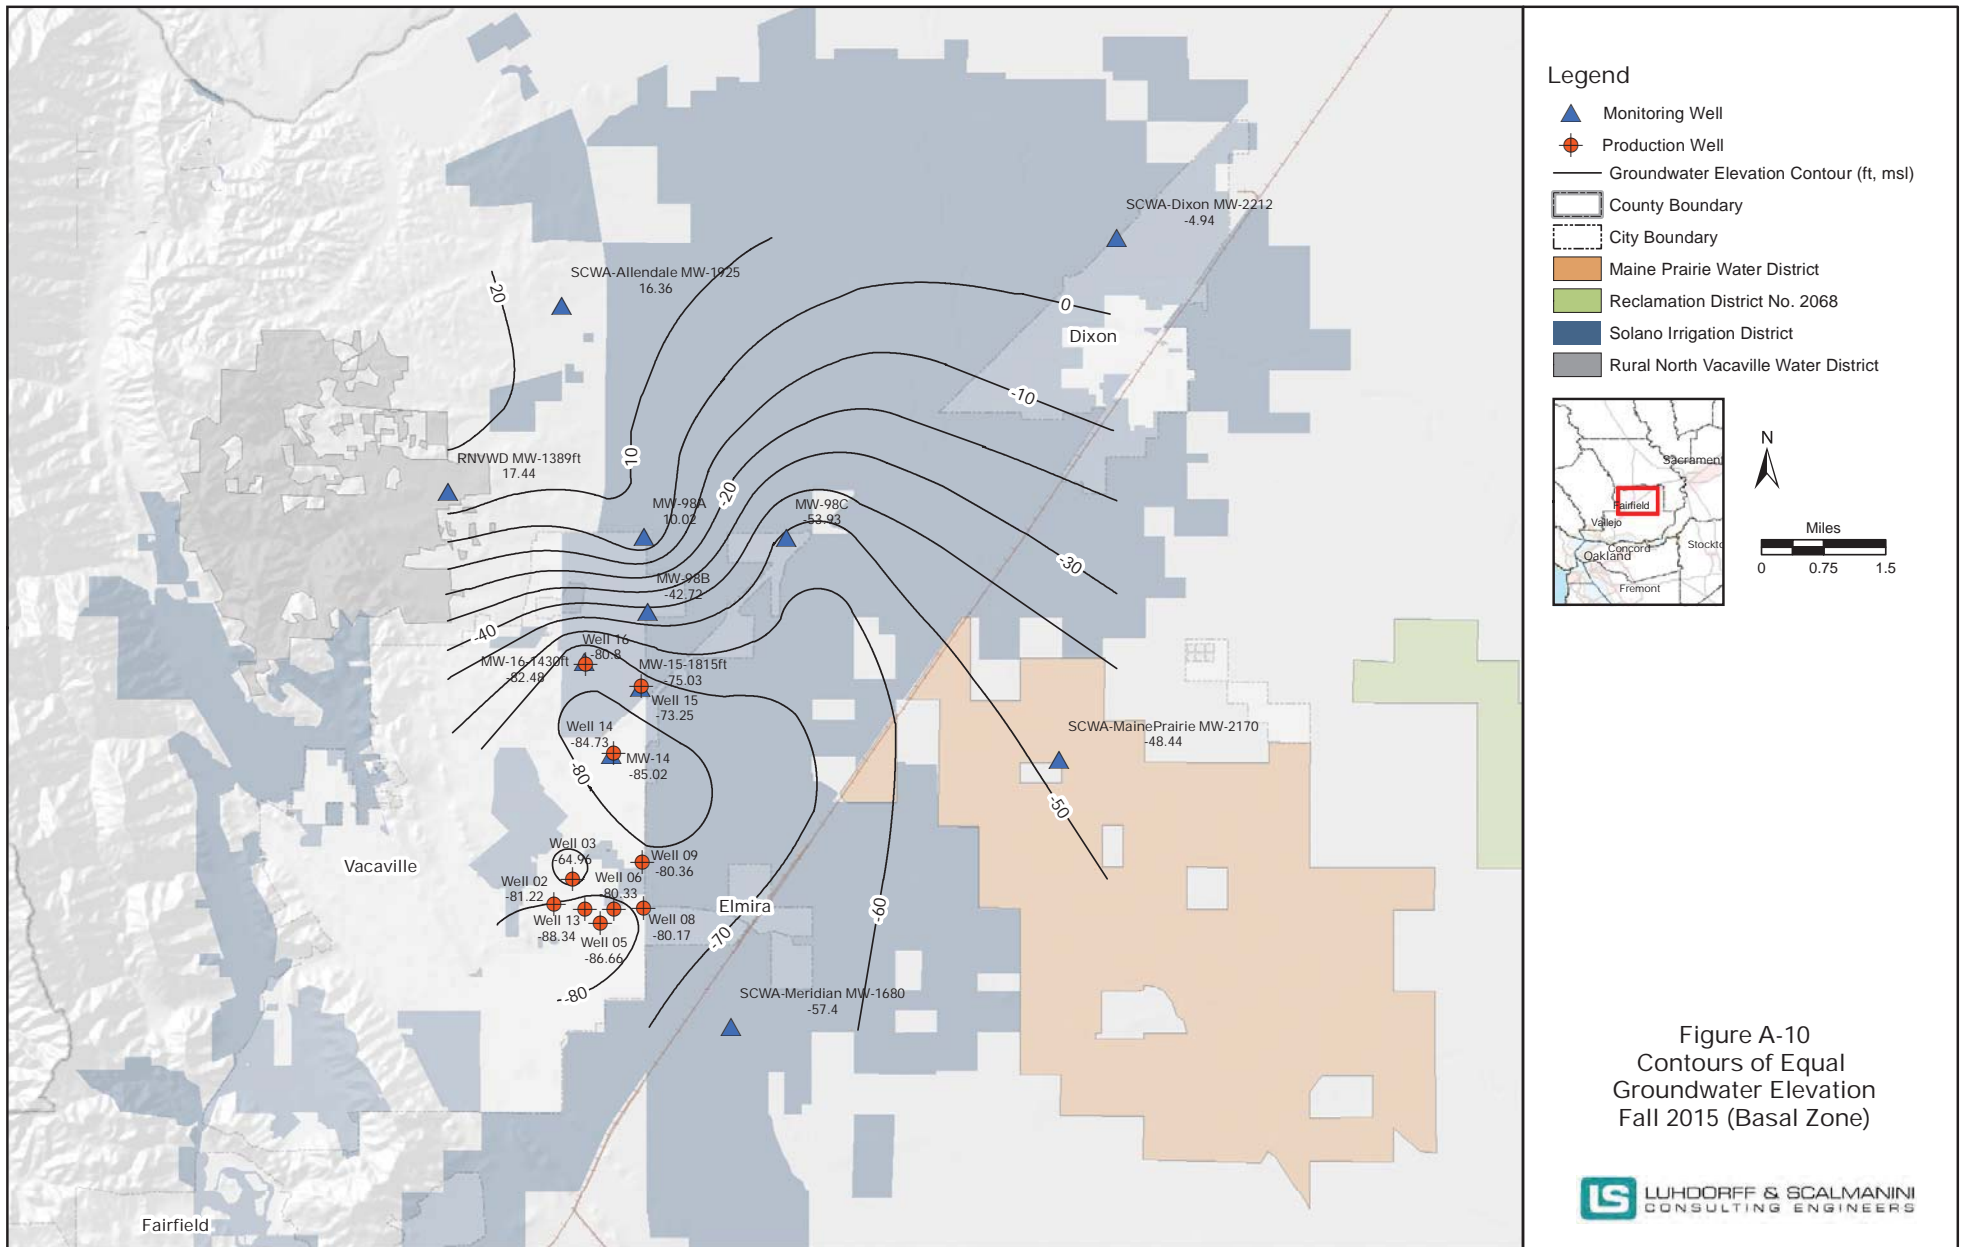 SCWA-Dixon MW-2212
-4.94
SCWA-Allendale MW-1925
16.36
-20
0
Dixon
-10
RNVWD MW-1389ft
17.44
10
-20
MW-98A
10.02
MW-98C
-53.93
-30
MW-98B
-42.72
-40
Well 16
-80.8
MW-16-1430ft
-82.48
MW-15-1815ft
-75.03
Well 15
-73.25
Well 14
-84.73
MW-14
-85.02
-80
SCWA-MainePrairie MW-2170
-48.44
-50
Vacaville
Well 03
-64.96
Well 09
-80.36
Well 02
-81.22
Well 06
-80.33
Well 13
-88.34
Well 05
-86.66
Well 08
-80.17
Elmira
-60
-70
-80
SCWA-Meridian MW-1680
-57.4
Fairfield
Legend
Monitoring Well
Production Well
Groundwater Elevation Contour (ft, msl)
County Boundary
City Boundary
Maine Prairie Water District
Reclamation District No. 2068
Solano Irrigation District
Rural North Vacaville Water District
Sacrament
Fairfield
Vallejo
Concord
Oakland
Stockto
Fremont
N
Miles
0 0.75 1.5
Figure A-10
Contours of Equal
Groundwater Elevation
Fall 2015 (Basal Zone)
LS
LUHDORFF & SCALMANINI
CONSULTING ENGINEERS